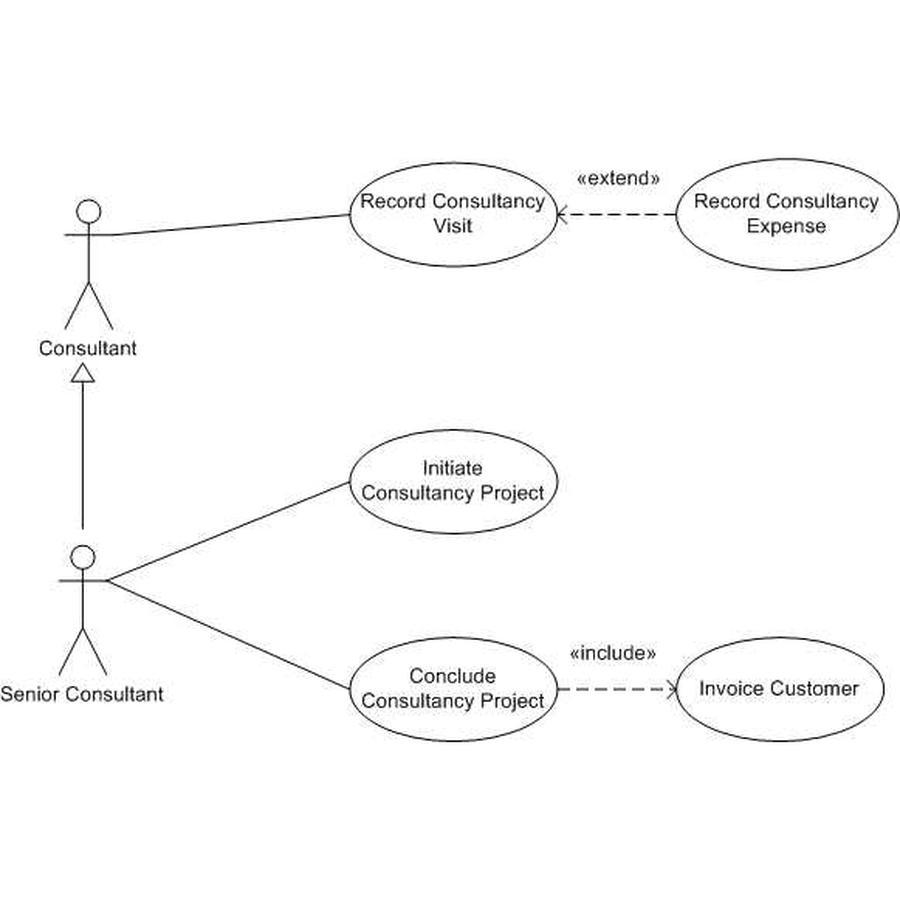 «extend»
Record Consultancy
Visit
Record Consultancy
Expense
Consultant
Initiate
Consultancy Project
«include»
Conclude
Consultancy Project
Invoice Customer
Senior Consultant